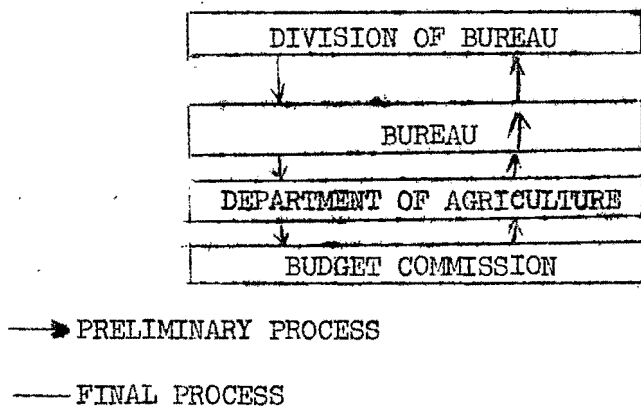 DIVISION OF BUREAU
BUREAU
DEPARTMENT OF AGRICULTURE
BUDGET COMMISSION
PRELIMINARY PROCESS
FINAL PROCESS